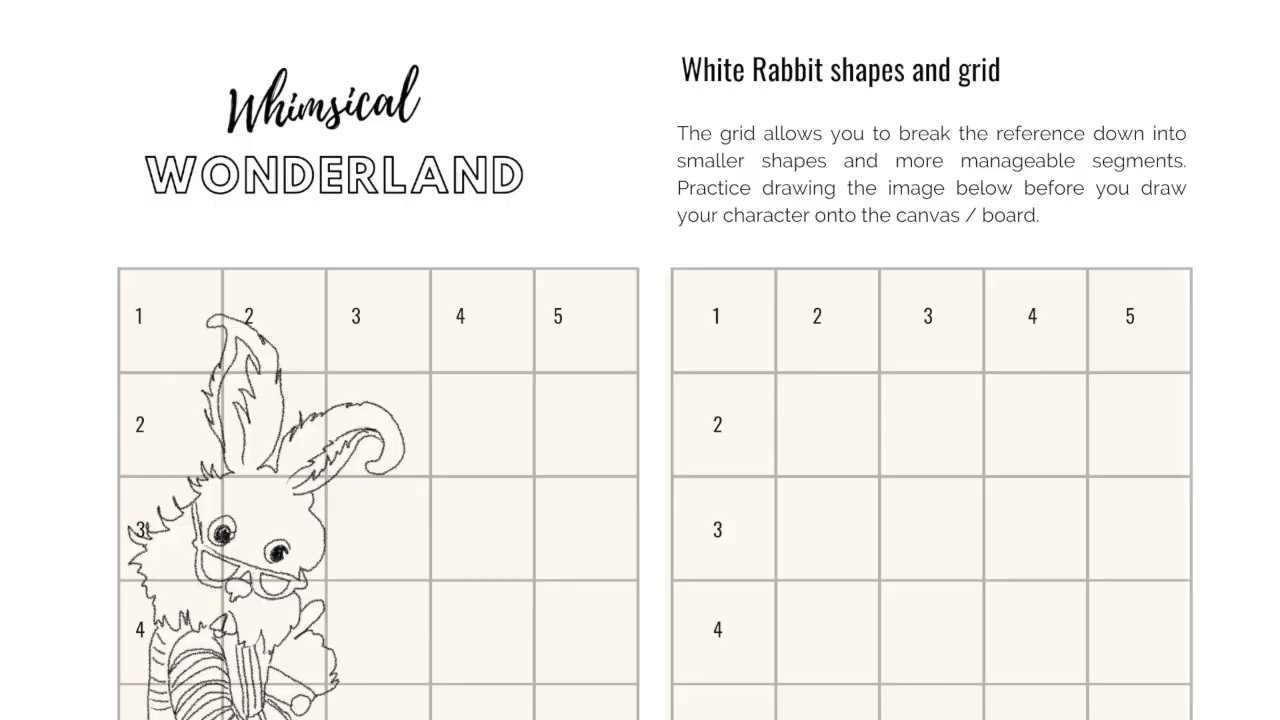 Whimsical
WONDERLAND
White Rabbit shapes and grid
The grid allows you to break the reference down into
smaller shapes and more manageable segments.
Practice drawing the image below before you draw
your character onto the canvas / board.
1 2 3 4 5
2
3
4
1 2 3 4 5
2
3
4